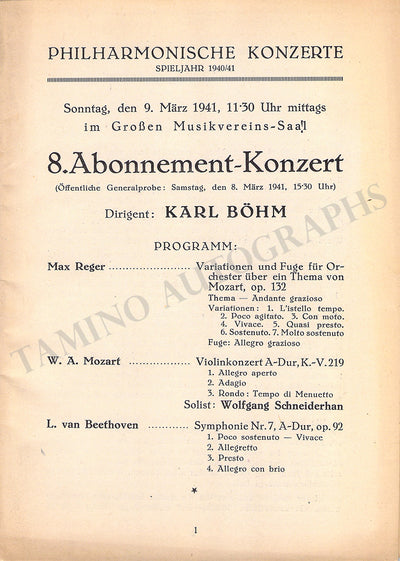 PHILHARMONISCHE KONZERTE
SPIELJAHR 1940/41
Sonntag, den 9. März 1941, 11·30 Uhr mittags
im Großen Musikvereins-Saal
8. Abonnement-Konzert
(Öffentliche Generalprobe: Samstag, den 8. März 1941, 15·30 Uhr)
Dirigent: KARL BÖHM
PROGRAMM:
Max Reger .................... Variationen und Fuge für Or-
chester über ein Thema von
Mozart, op. 132
Thema — Andante grazioso
Variationen: 1. L'istello tempo.
2. Poco agitato. 3. Con moto.
4. Vivace. 5. Quasi presto.
6. Sostenuto. 7. Molto sostenuto
Fuge: Allegro grazioso
W. A. Mozart ............... Violinkonzert A-Dur, K.-V. 219
1. Allegro aperto
2. Adagio
3. Rondo: Tempo di Menuetto
Solist: Wolfgang Schneiderhan
L. van Beethoven .......... Symphonie Nr. 7, A-Dur, op. 92
1. Poco sostenuto — Vivace
2. Allegretto
3. Presto
4. Allegro con brio
*
1
TAMINO AUTOGRAPHS